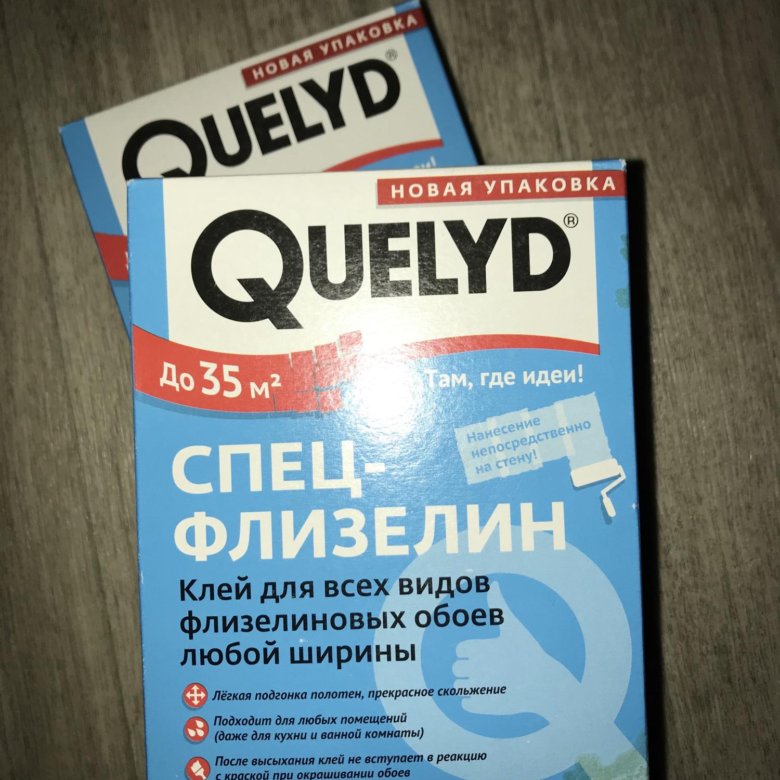 НОВАЯ УПАКОВКА
QUELYD®
НОВАЯ УПАКОВКА
QUELYD®
До 35 м²
Там, где идеи!
Нанесение
непосредственно
на стену!
СПЕЦ-
ФЛИЗЕЛИН
Клей для всех видов
флизелиновых обоев
любой ширины
Лёгкая подгонка полотен, прекрасное скольжение
Подходит для любых помещений
(даже для кухни и ванной комнаты)
После высыхания клей не вступает в реакцию
с краской при окрашивании обоев